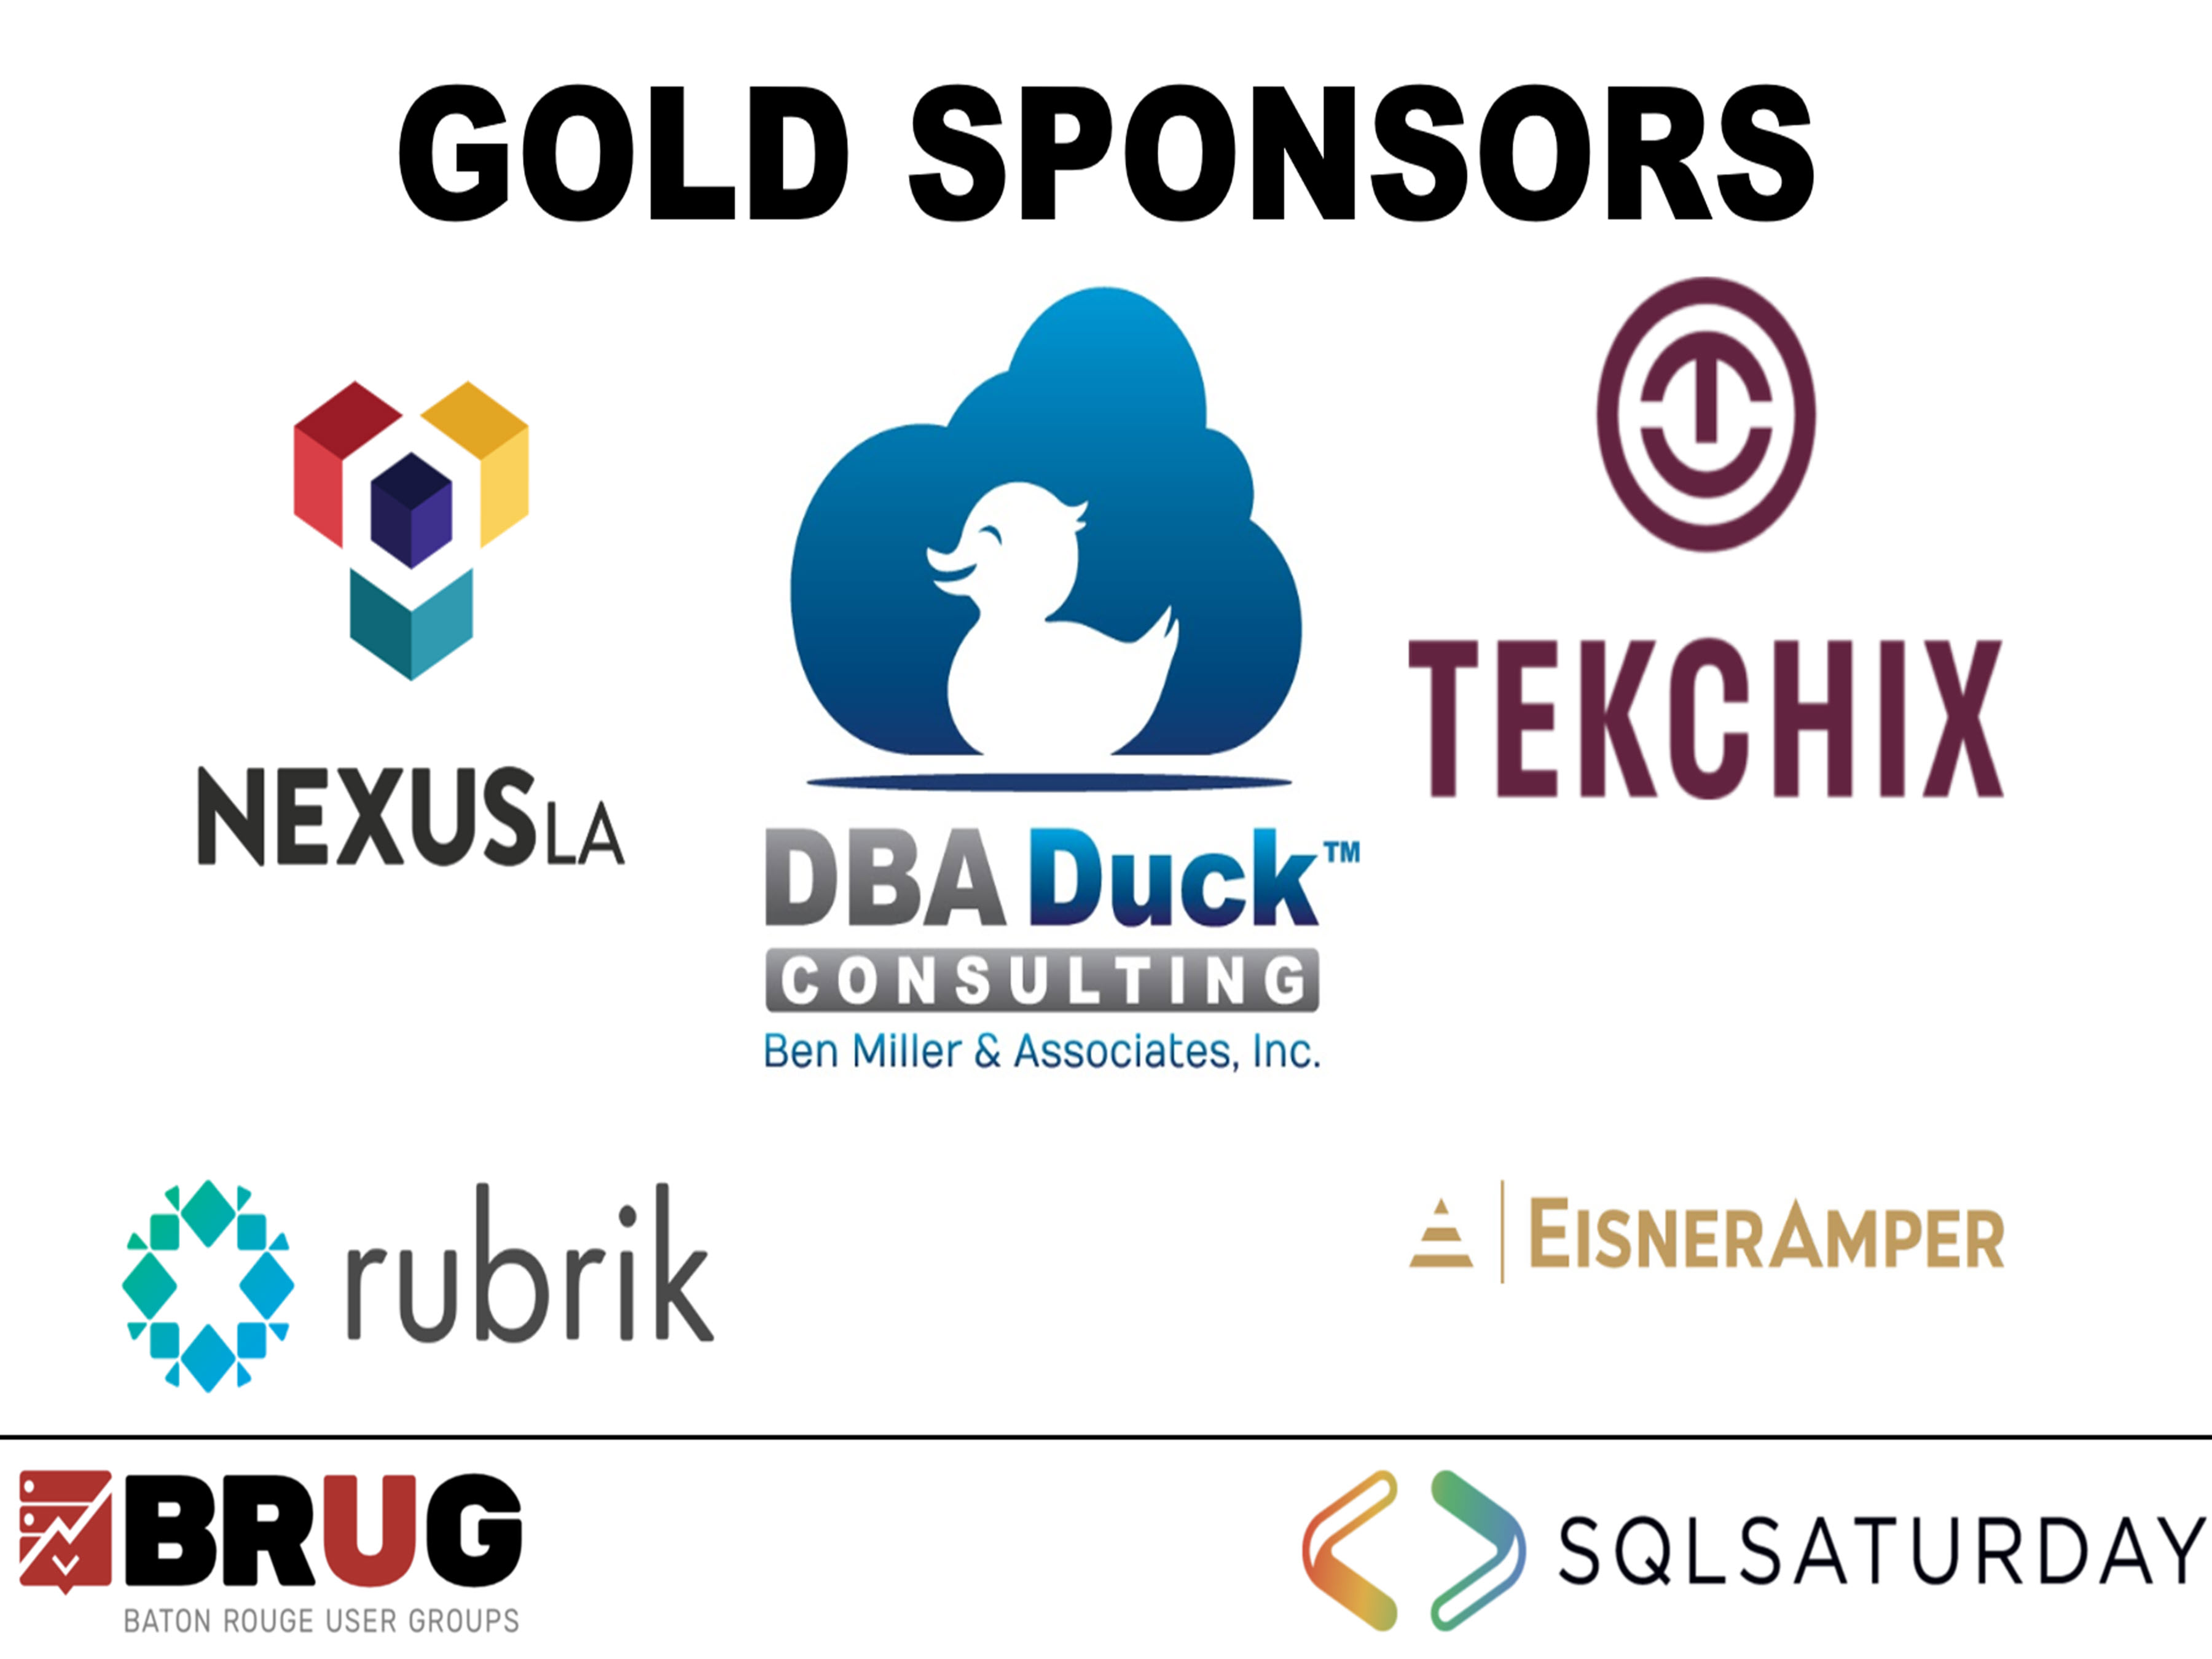 GOLD SPONSORS
NEXUSLA
DBA Duck™
CONSULTING
Ben Miller & Associates, Inc.
TEKCHIX
rubrik
EISNERAMPER
BRUG
BATON ROUGE USER GROUPS
SQLSATURDAY